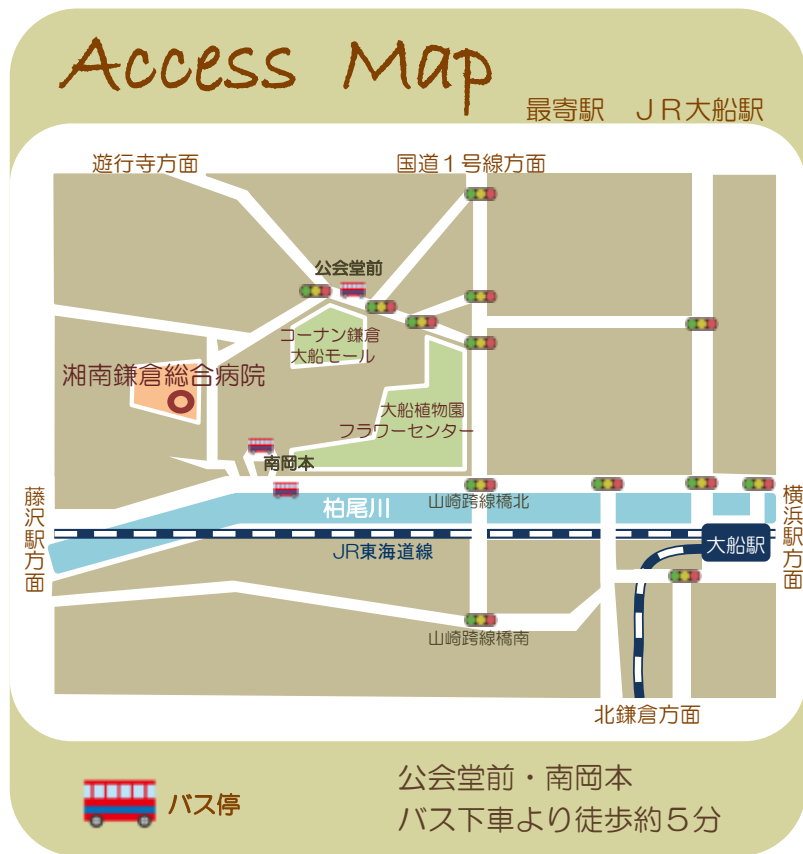 Access Map
最寄駅　ＪＲ大船駅
遊行寺方面
国道１号線方面
公会堂前
コーナン鎌倉
大船モール
湘南鎌倉総合病院
大船植物園
フラワーセンター
南岡本
藤沢駅方面
柏尾川
山崎跨線橋北
横浜駅方面
大船駅
JR東海道線
山崎跨線橋南
北鎌倉方面
バス停
公会堂前・南岡本
バス下車より徒歩約５分